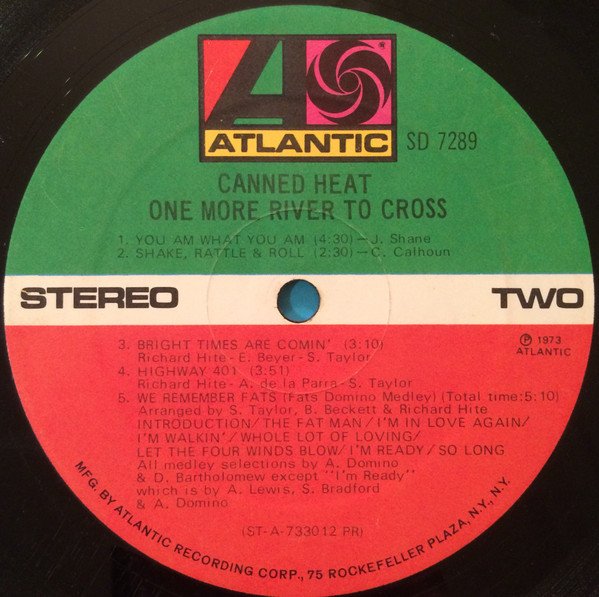 ATLANTIC
®
SD 7289
CANNED HEAT
ONE MORE RIVER TO CROSS
1. YOU AM WHAT YOU AM (4:30)—J. Shane
2. SHAKE, RATTLE & ROLL (2:30)—C. Calhoun
STEREO TWO
3. BRIGHT TIMES ARE COMIN' (3:10)
Richard Hite-E. Beyer-S. Taylor
℗ 1973
ATLANTIC
4. HIGHWAY 401 (3:51)
Richard Hite-A. de la Parra-S. Taylor
5. WE REMEMBER FATS (Fats Domino Medley) (Total time:5:10)
Arranged by S. Taylor, B. Beckett & Richard Hite
INTRODUCTION/THE FAT MAN/I'M IN LOVE AGAIN/
I'M WALKIN'/WHOLE LOT OF LOVING/
LET THE FOUR WINDS BLOW/I'M READY/SO LONG
All medley selections by A. Domino
& D. Bartholomew except "I'm Ready"
which is by A. Lewis, S. Bradford
& A. Domino
(ST-A-733012 PR)
MFG. BY ATLANTIC RECORDING CORP., 75 ROCKEFELLER PLAZA, N.Y., N.Y.